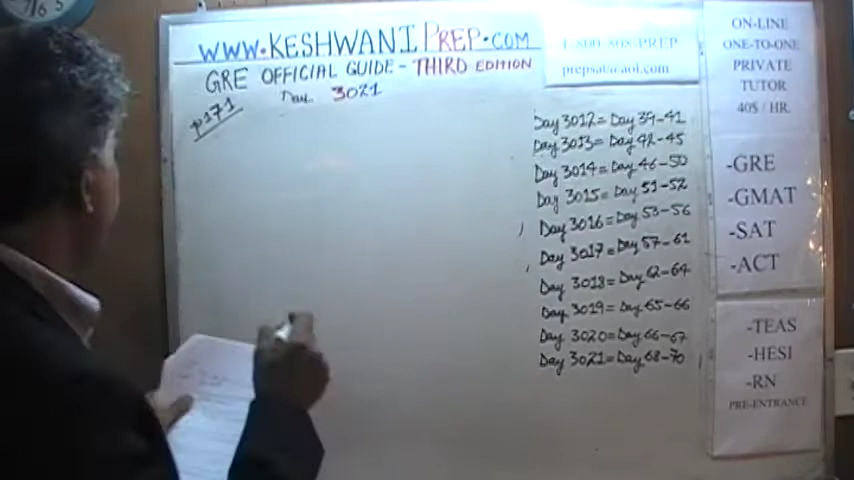 WWW.KESHWANIPREP.COM
GRE OFFICIAL GUIDE - THIRD EDITION
Day 3021
p171
1-800-808-PREP
prepsat@aol.com
Day 3012 = Day 39-41
Day 3013 = Day 42-45
Day 3014 = Day 46-50
Day 3015 = Day 51-52
Day 3016 = Day 53-56
Day 3017 = Day 57-61
Day 3018 = Day 62-64
Day 3019 = Day 65-66
Day 3020 = Day 66-67
Day 3021 = Day 68-70
ON-LINE
ONE-TO-ONE
PRIVATE
TUTOR
40$ / HR.
-GRE
-GMAT
-SAT
-ACT
-TEAS
-HESI
-RN
PRE-ENTRANCE